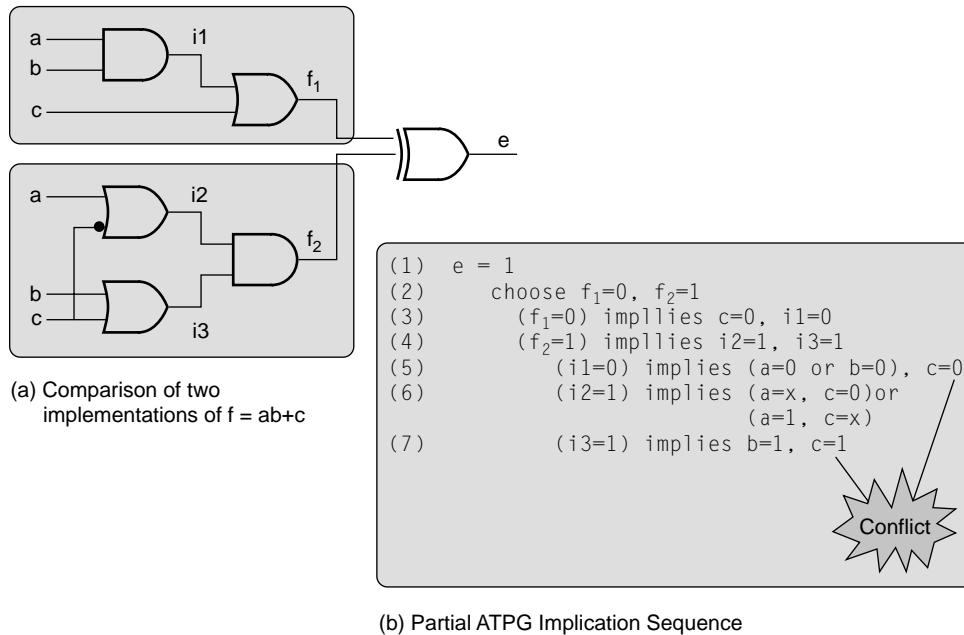 a
b
i1
c
f1
e
a
i2
f2
b
c
i3
(a) Comparison of two
implementations of f = ab+c
(1) e = 1
(2) choose f1=0, f2=1
(3) (f1=0) impllies c=0, i1=0
(4) (f2=1) impllies i2=1, i3=1
(5) (i1=0) implies (a=0 or b=0), c=0
(6) (i2=1) implies (a=x, c=0)or
(a=1, c=x)
(7) (i3=1) implies b=1, c=1
Conflict
(b) Partial ATPG Implication Sequence